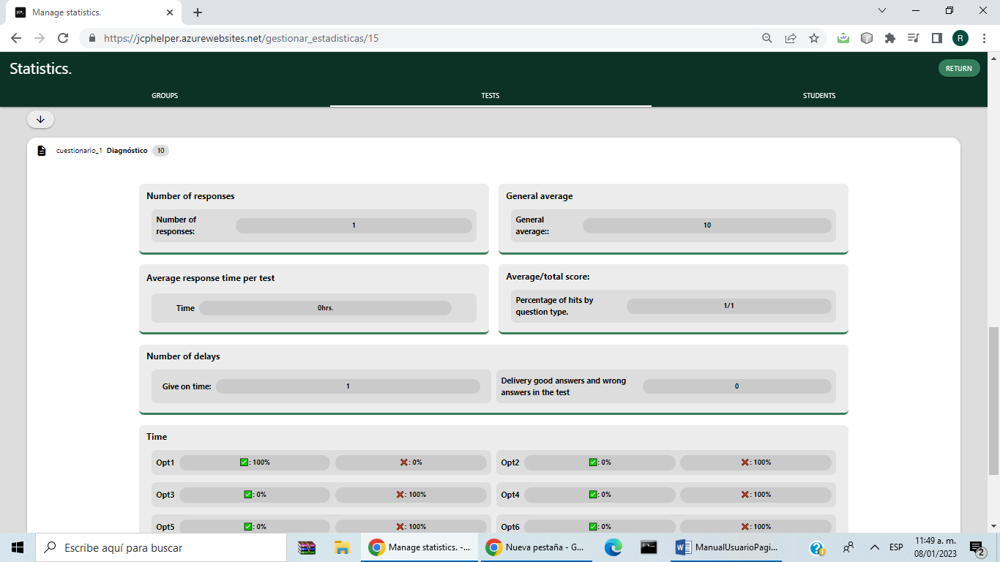 JCP_
Manage statistics.
https://jcphelper.azurewebsites.net/gestionar_estadisticas/15
R
Statistics.
RETURN
GROUPS
TESTS
STUDENTS
cuestionario_1 Diagnóstico 10
Number of responses
Number of
responses:
1
General average
General
average::
10
Average response time per test
Time
0hrs.
Average/total score:
Percentage of hits by
question type.
1/1
Number of delays
Give on time:
1
Delivery good answers and wrong
answers in the test
0
Time
Opt1 ✅: 100% ❌: 0%
Opt2 ✅: 0% ❌: 100%
Opt3 ✅: 0% ❌: 100%
Opt4 ✅: 0% ❌: 100%
Opt5 ✅: 0% ❌: 100%
Opt6 ✅: 0% ❌: 100%
Escribe aquí para buscar
Manage statistics. -...
Nueva pestaña - G...
ManualUsuarioPagi...
ESP
11:49 a. m.
08/01/2023
2